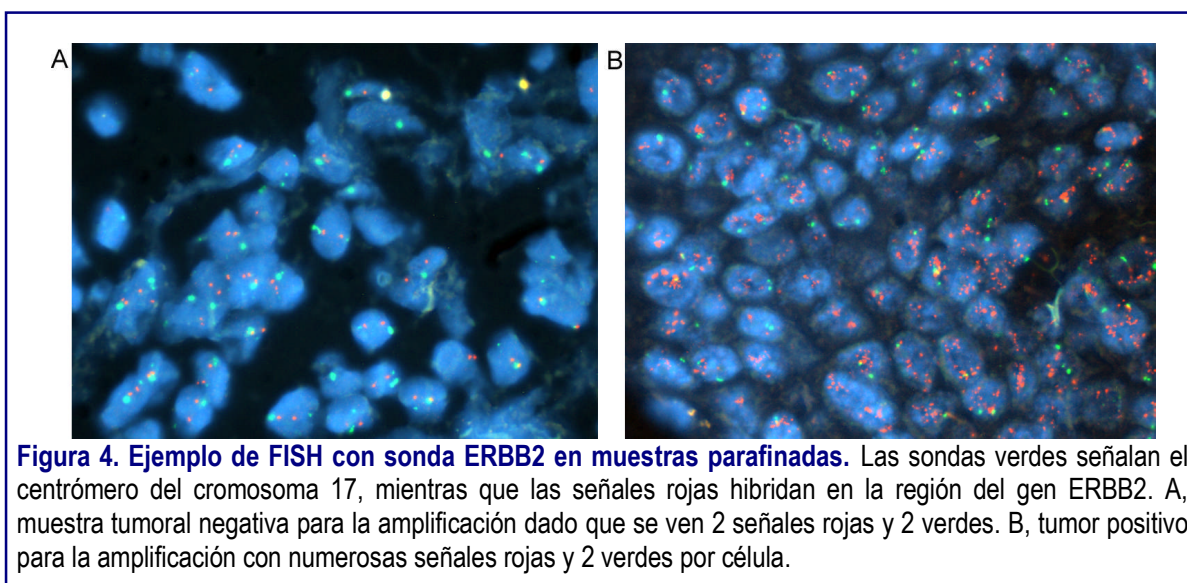 A
B
Figura 4. Ejemplo de FISH con sonda ERBB2 en muestras parafinadas. Las sondas verdes señalan el
centrómero del cromosoma 17, mientras que las señales rojas hibridan en la región del gen ERBB2. A,
muestra tumoral negativa para la amplificación dado que se ven 2 señales rojas y 2 verdes. B, tumor positivo
para la amplificación con numerosas señales rojas y 2 verdes por célula.